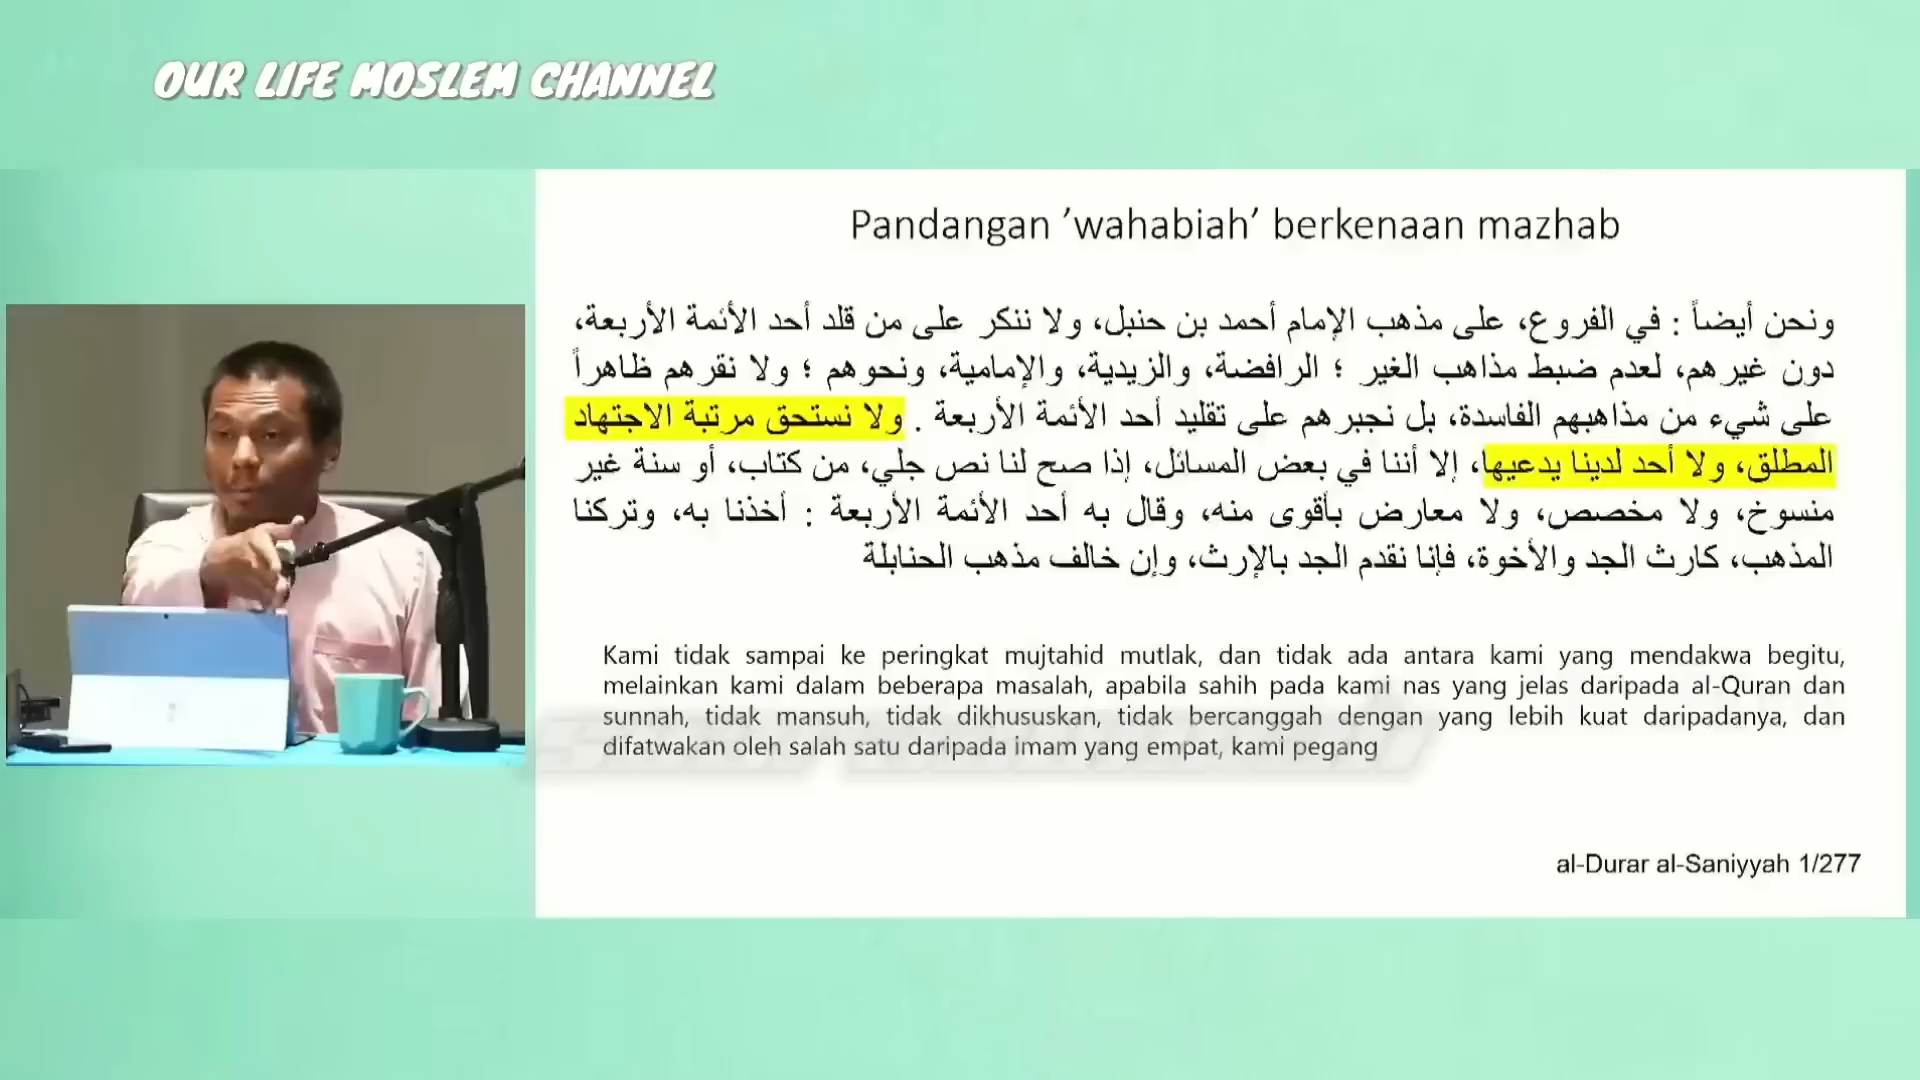 OUR LIFE MOSLEM CHANNEL
Pandangan ’wahabiah’ berkenaan mazhab
ونحن أيضاً : في الفروع، على مذهب الإمام أحمد بن حنبل، ولا ننكر على من قلد أحد الأئمة الأربعة،
دون غيرهم، لعدم ضبط مذاهب الغير ؛ الرافضة، والزيدية، والإمامية، ونحوهم ؛ ولا نقرهم ظاهراً
على شيء من مذاهبهم الفاسدة، بل نجبرهم على تقليد أحد الأئمة الأربعة . ولا نستحق مرتبة الاجتهاد
المطلق، ولا أحد لدينا يدعيها، إلا أننا في بعض المسائل، إذا صح لنا نص جلي، من كتاب، أو سنة غير
منسوخ، ولا مخصص، ولا معارض بأقوى منه، وقال به أحد الأئمة الأربعة : أخذنا به، وتركنا
المذهب، كارث الجد والأخوة، فإنا نقدم الجد بالإرث، وإن خالف مذهب الحنابلة
Kami tidak sampai ke peringkat mujtahid mutlak, dan tidak ada antara kami yang mendakwa begitu,
melainkan kami dalam beberapa masalah, apabila sahih pada kami nas yang jelas daripada al-Quran dan
sunnah, tidak mansuh, tidak dikhususkan, tidak bercanggah dengan yang lebih kuat daripadanya, dan
difatwakan oleh salah satu daripada imam yang empat, kami pegang
al-Durar al-Saniyyah 1/277